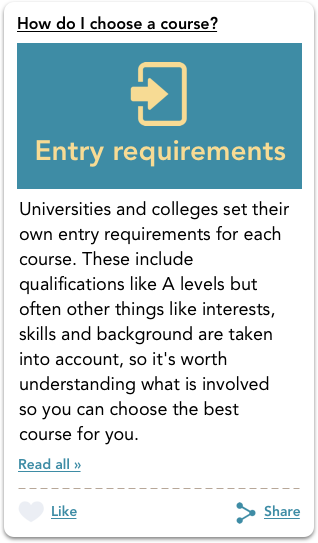 How do I choose a course?
Entry requirements
Universities and colleges set their
own entry requirements for each
course. These include
qualifications like A levels but
often other things like interests,
skills and background are taken
into account, so it's worth
understanding what is involved
so you can choose the best
course for you.
Read all »
Like
Share